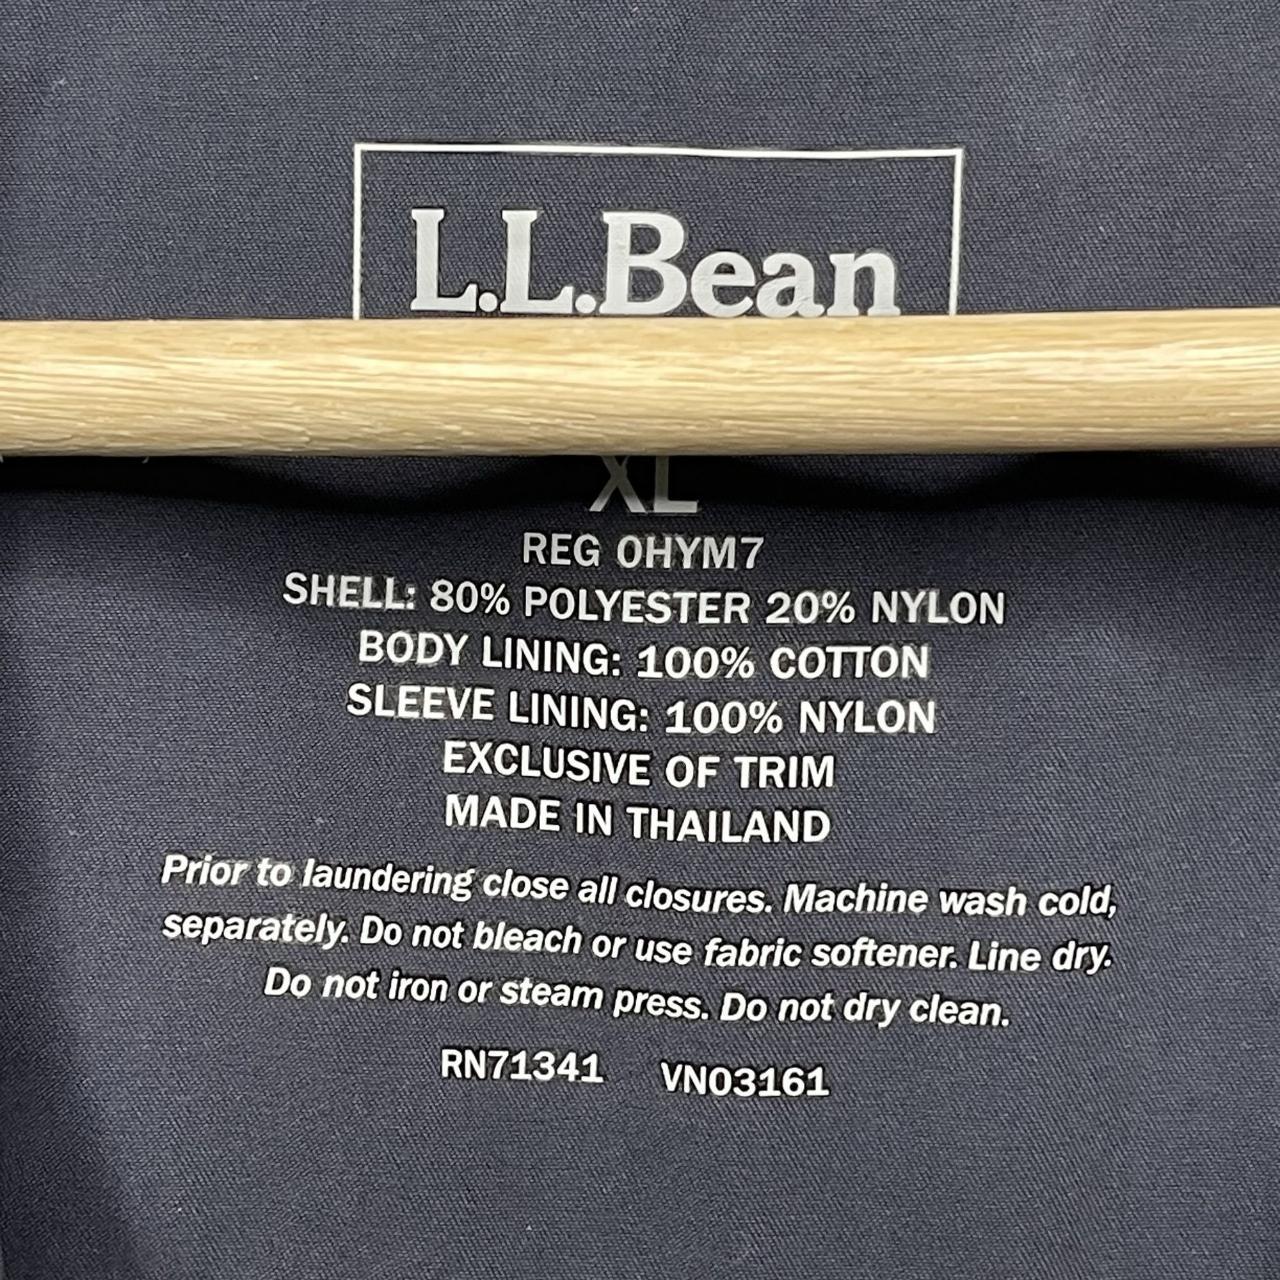 L.L.Bean
XL
REG 0HYM7
SHELL: 80% POLYESTER 20% NYLON
BODY LINING: 100% COTTON
SLEEVE LINING: 100% NYLON
EXCLUSIVE OF TRIM
MADE IN THAILAND
Prior to laundering close all closures. Machine wash cold,
separately. Do not bleach or use fabric softener. Line dry.
Do not iron or steam press. Do not dry clean.
RN71341 VN03161